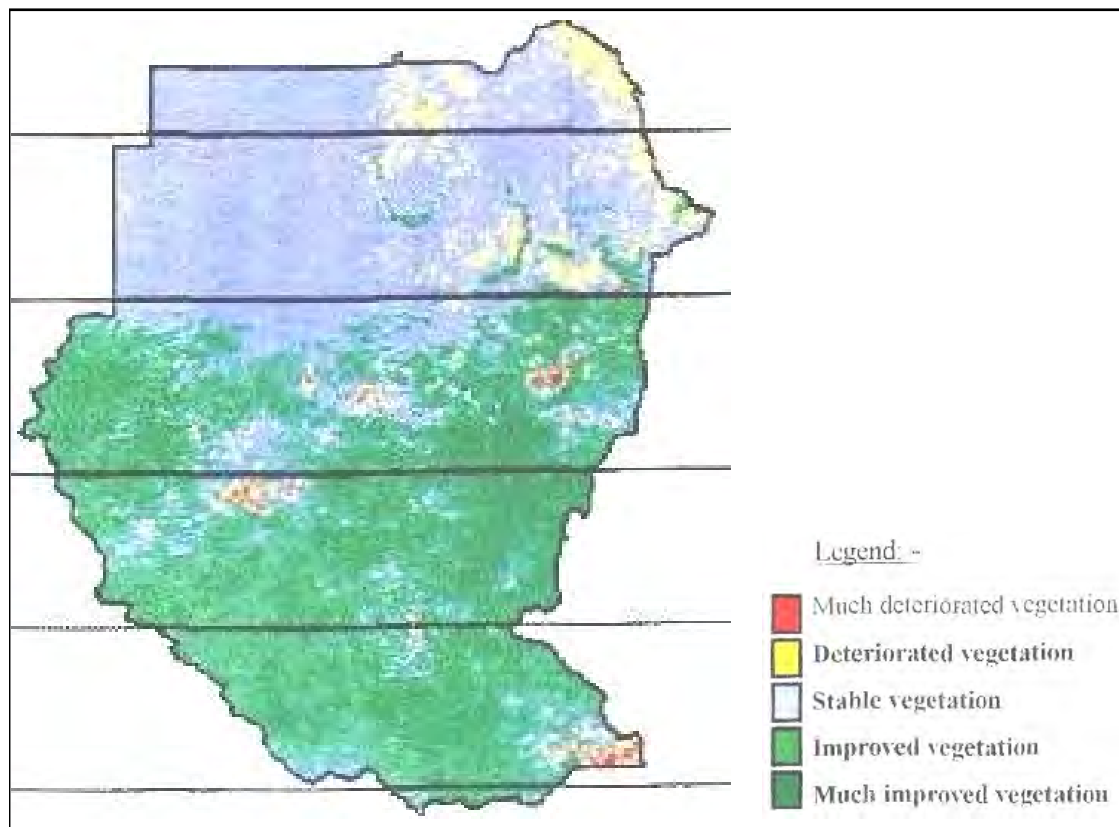 Legend: -
Much deteriorated vegetation
Deteriorated vegetation
Stable vegetation
Improved vegetation
Much improved vegetation